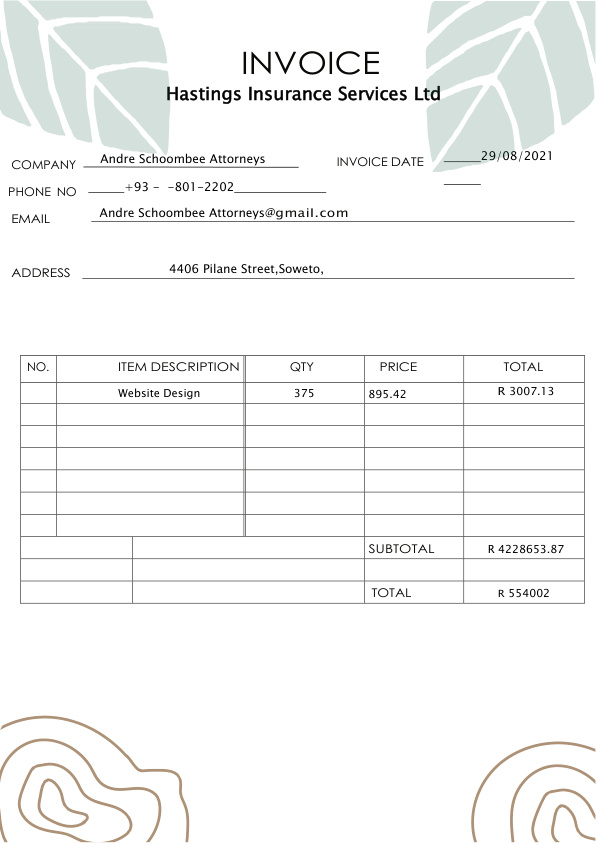 INVOICE
Hastings Insurance Services Ltd
COMPANY Andre Schoombee Attorneys INVOICE DATE 29/08/2021
PHONE NO +93 - -801-2202
EMAIL Andre Schoombee Attorneys@gmail.com
ADDRESS 4406 Pilane Street,Soweto,
NO. ITEM DESCRIPTION QTY PRICE TOTAL
Website Design 375 895.42 R 3007.13
SUBTOTAL R 4228653.87
TOTAL R 554002